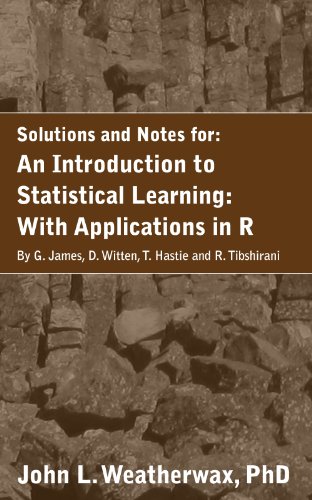 Solutions and Notes for:
An Introduction to
Statistical Learning:
With Applications in R
By G. James, D. Witten, T. Hastie and R. Tibshirani
John L. Weatherwax, PhD